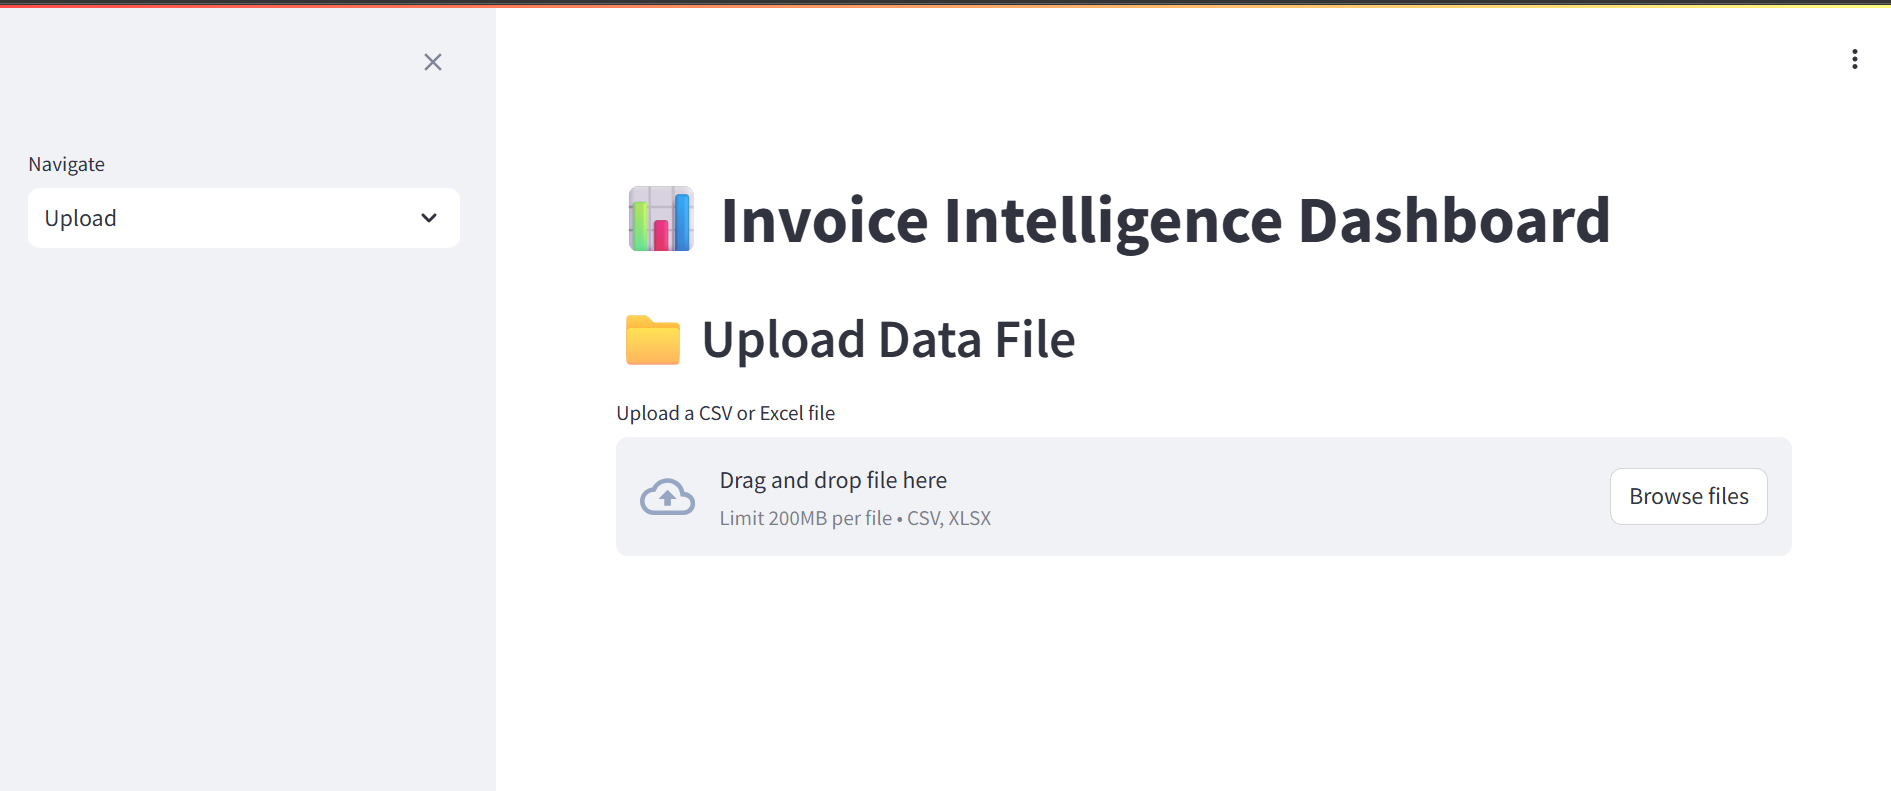 Navigate
Upload
Invoice Intelligence Dashboard
Upload Data File
Upload a CSV or Excel file
Drag and drop file here
Limit 200MB per file • CSV, XLSX
Browse files